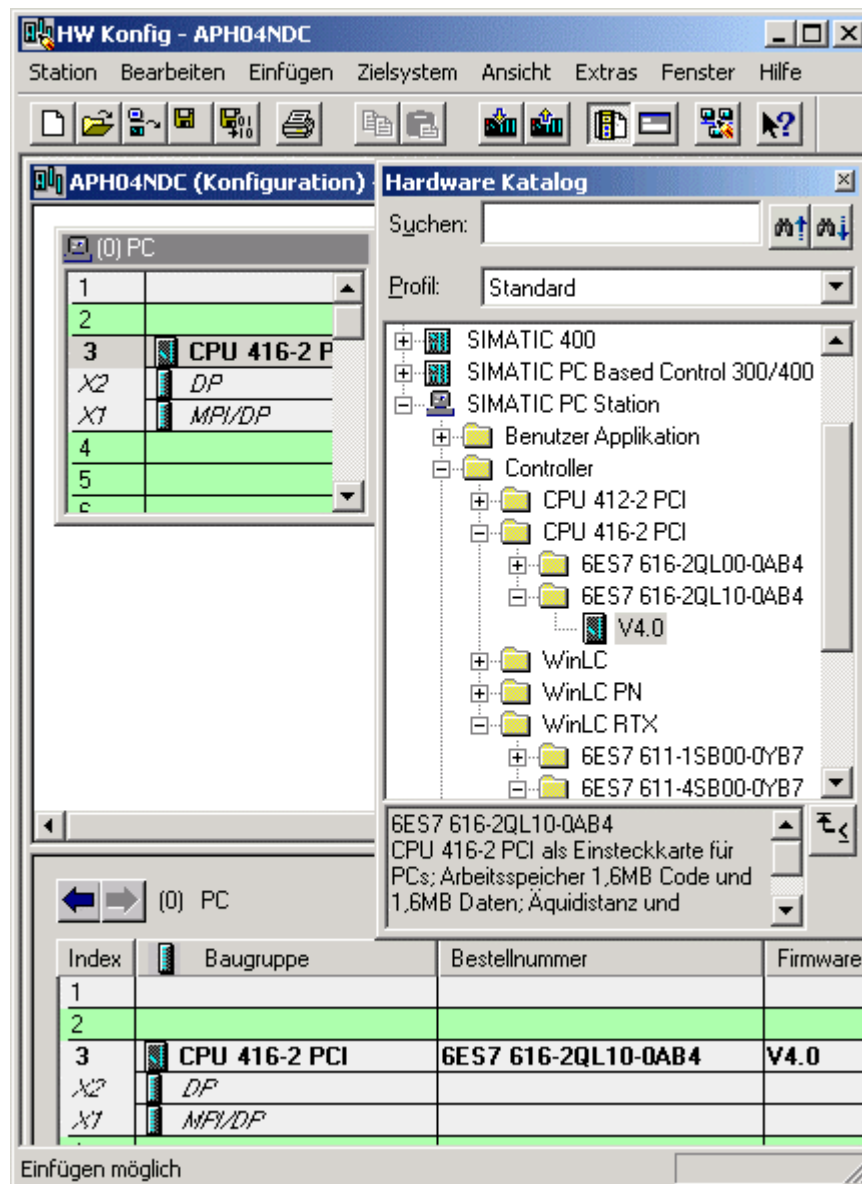 HW Konfig - APH04NDC
Station Bearbeiten Einfügen Zielsystem Ansicht Extras Fenster Hilfe
APH04NDC (Konfiguration)
(0) PC
1
2
3 CPU 416-2 P
X2 DP
X1 MPI/DP
4
5
Hardware Katalog
Suchen:
Profil: Standard
SIMATIC 400
SIMATIC PC Based Control 300/400
SIMATIC PC Station
Benutzer Applikation
Controller
CPU 412-2 PCI
CPU 416-2 PCI
6ES7 616-2QL00-0AB4
6ES7 616-2QL10-0AB4
V4.0
WinLC
WinLC PN
WinLC RTX
6ES7 611-1SB00-0YB7
6ES7 611-4SB00-0YB7
6ES7 616-2QL10-0AB4
CPU 416-2 PCI als Einsteckkarte für
PCs; Arbeitsspeicher 1,6MB Code und
1,6MB Daten; Äquidistanz und
(0) PC
Index Baugruppe Bestellnummer Firmware
1
2
3 CPU 416-2 PCI 6ES7 616-2QL10-0AB4 V4.0
X2 DP
X1 MPI/DP
Einfügen möglich